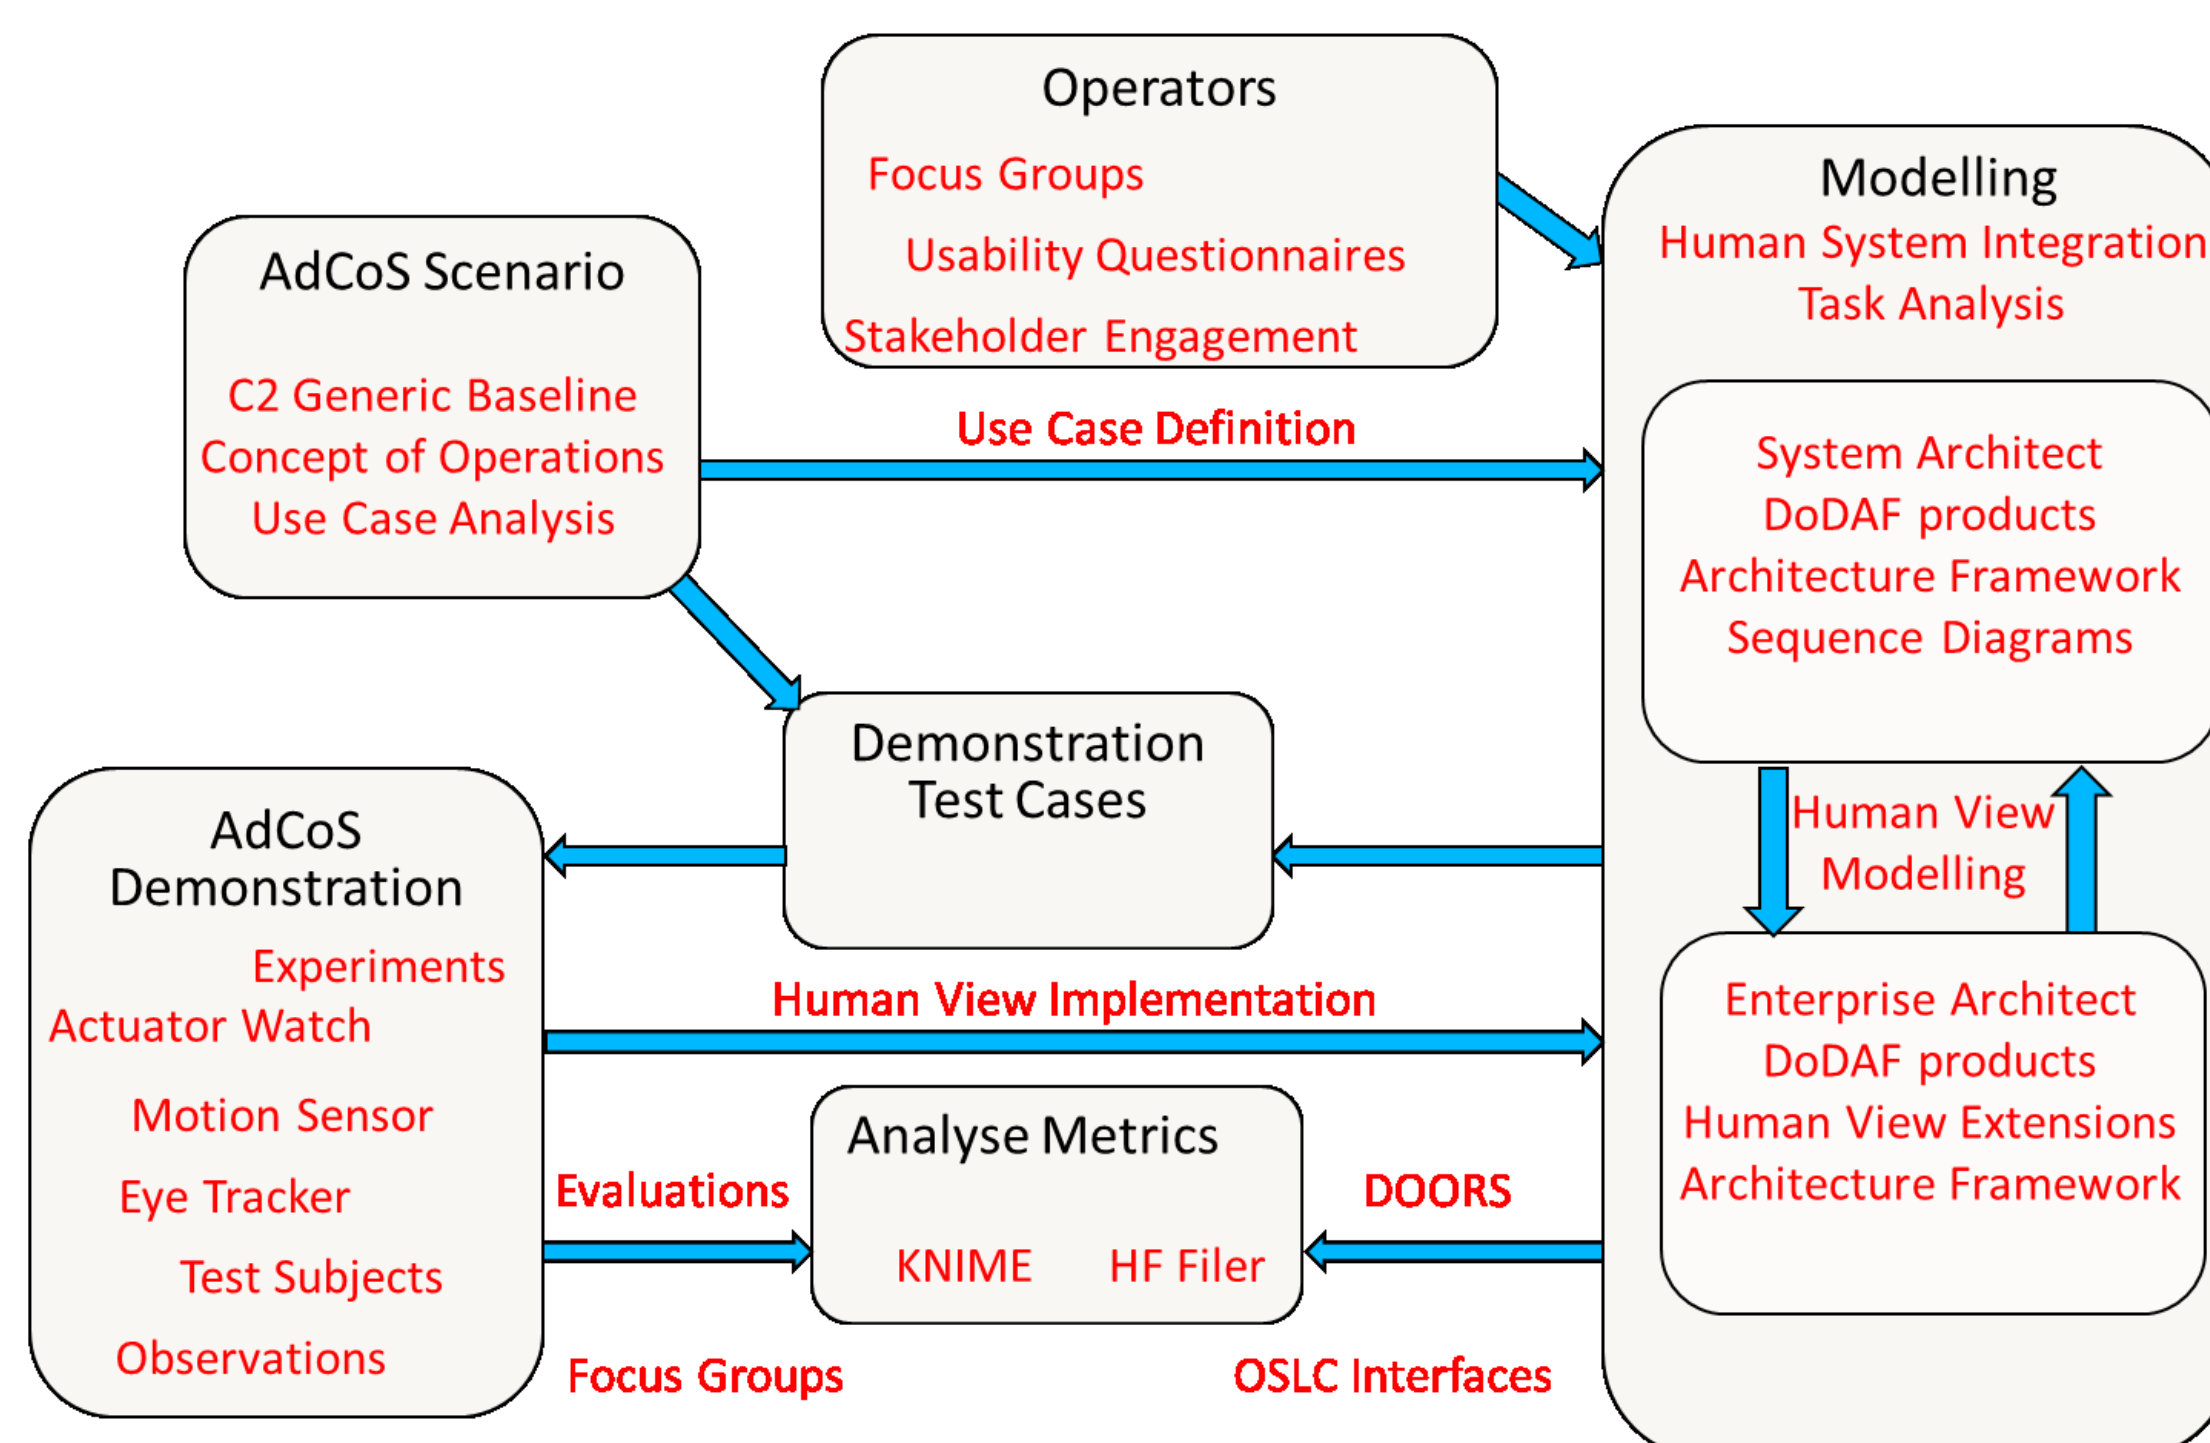 Operators
Focus Groups
Usability Questionnaires
Stakeholder Engagement
AdCoS Scenario
C2 Generic Baseline
Concept of Operations
Use Case Analysis
Use Case Definition
Modelling
Human System Integration
Task Analysis
System Architect
DoDAF products
Architecture Framework
Sequence Diagrams
Human View
Modelling
Enterprise Architect
DoDAF products
Human View Extensions
Architecture Framework
Demonstration
Test Cases
AdCoS
Demonstration
Experiments
Actuator Watch
Motion Sensor
Eye Tracker
Test Subjects
Observations
Human View Implementation
Analyse Metrics
KNIME HF Filer
Evaluations
Focus Groups
DOORS
OSLC Interfaces